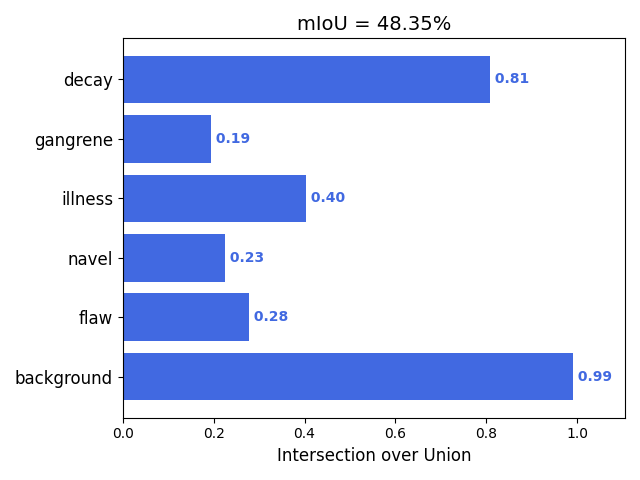 mIoU = 48.35%
decay 0.81
gangrene 0.19
illness 0.40
navel 0.23
flaw 0.28
background 0.99
0.0 0.2 0.4 0.6 0.8 1.0
Intersection over Union